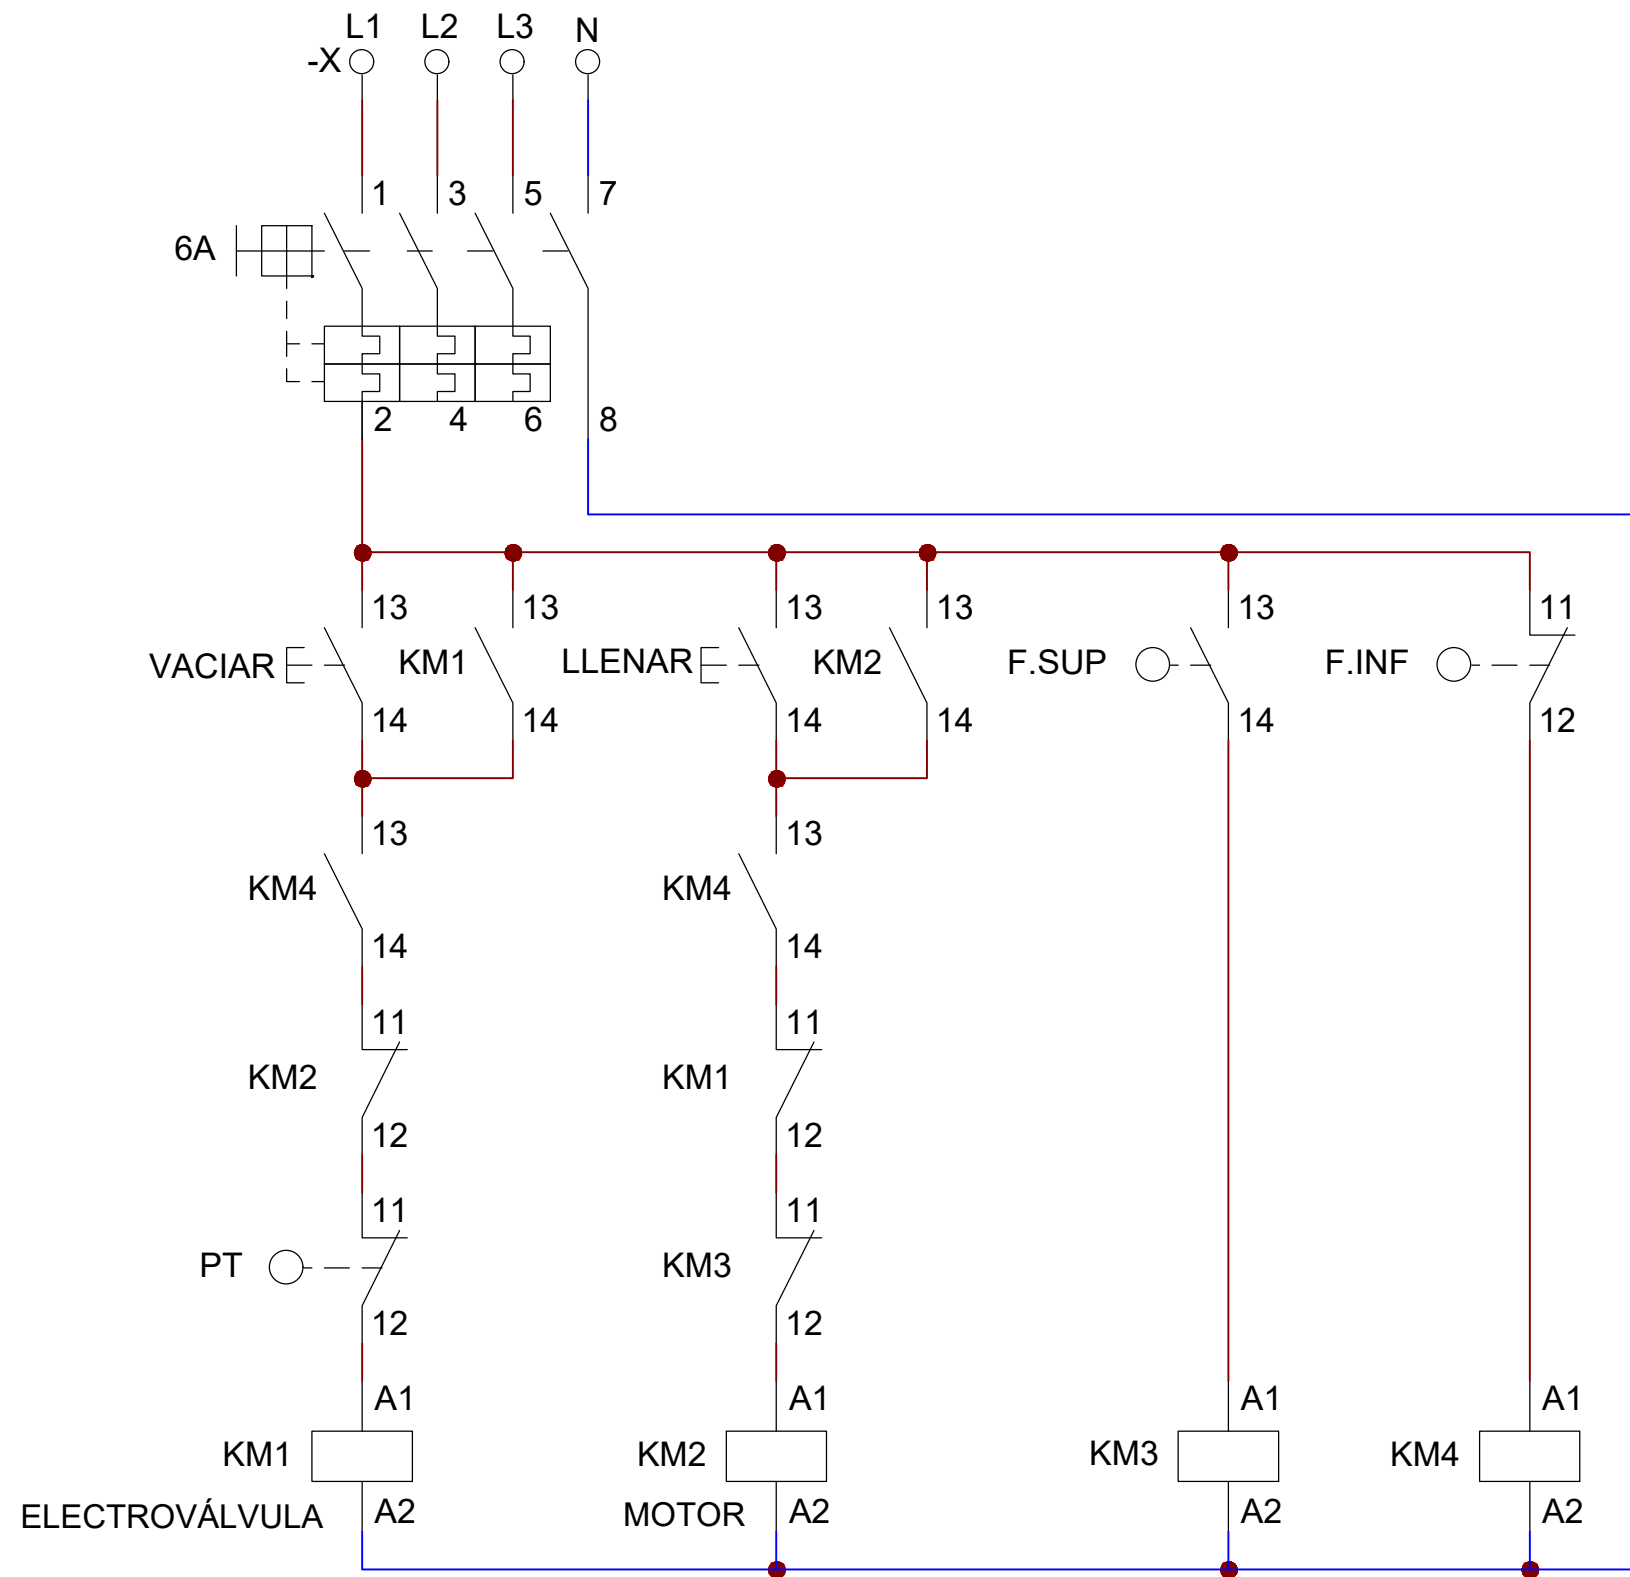 L1 L2 L3 N
-X
1 3 5 7
6A
2 4 6 8
13 13 13 13 13 11
VACIAR KM1 LLENAR KM2 F.SUP F.INF
14 14 14 14 14 12
13 13
KM4 KM4
14 14
11 11
KM2 KM1
12 12
11 11
PT KM3
12 12
A1 A1 A1 A1
KM1 KM2 KM3 KM4
ELECTROVÁLVULA A2 MOTOR A2 A2 A2